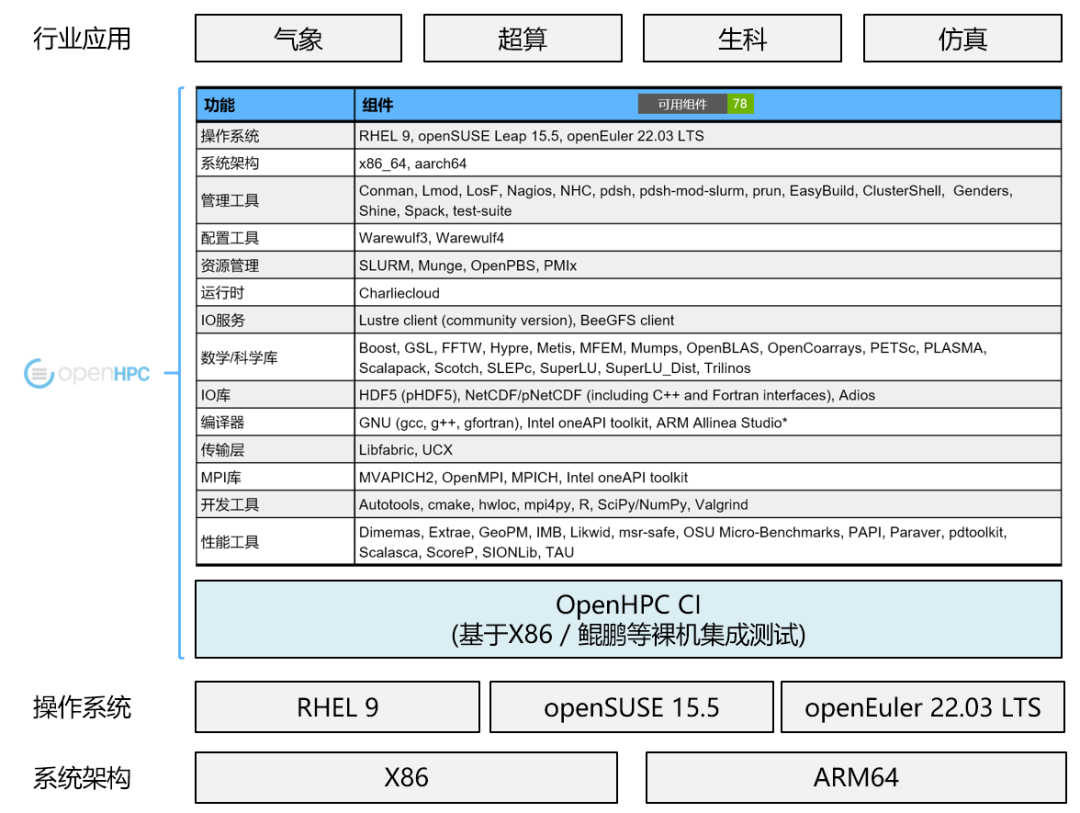 行业应用
气象
超算
生科
仿真
功能
组件
可用组件 78
操作系统
RHEL 9, openSUSE Leap 15.5, openEuler 22.03 LTS
系统架构
x86_64, aarch64
管理工具
Conman, Lmod, LosF, Nagios, NHC, pdsh, pdsh-mod-slurm, prun, EasyBuild, ClusterShell, Genders,
Shine, Spack, test-suite
配置工具
Warewulf3, Warewulf4
资源管理
SLURM, Munge, OpenPBS, PMIx
运行时
Charliecloud
IO服务
Lustre client (community version), BeeGFS client
数学/科学库
Boost, GSL, FFTW, Hypre, Metis, MFEM, Mumps, OpenBLAS, OpenCoarrays, PETSc, PLASMA,
Scalapack, Scotch, SLEPc, SuperLU, SuperLU_Dist, Trilinos
IO库
HDF5 (pHDF5), NetCDF/pNetCDF (including C++ and Fortran interfaces), Adios
编译器
GNU (gcc, g++, gfortran), Intel oneAPI toolkit, ARM Allinea Studio*
传输层
Libfabric, UCX
MPI库
MVAPICH2, OpenMPI, MPICH, Intel oneAPI toolkit
开发工具
Autotools, cmake, hwloc, mpi4py, R, SciPy/NumPy, Valgrind
性能工具
Dimemas, Extrae, GeoPM, IMB, Likwid, msr-safe, OSU Micro-Benchmarks, PAPI, Paraver, pdtoolkit,
Scalasca, ScoreP, SIONLib, TAU
openHPC
OpenHPC CI
(基于X86 / 鲲鹏等裸机集成测试)
操作系统
RHEL 9
openSUSE 15.5
openEuler 22.03 LTS
系统架构
X86
ARM64